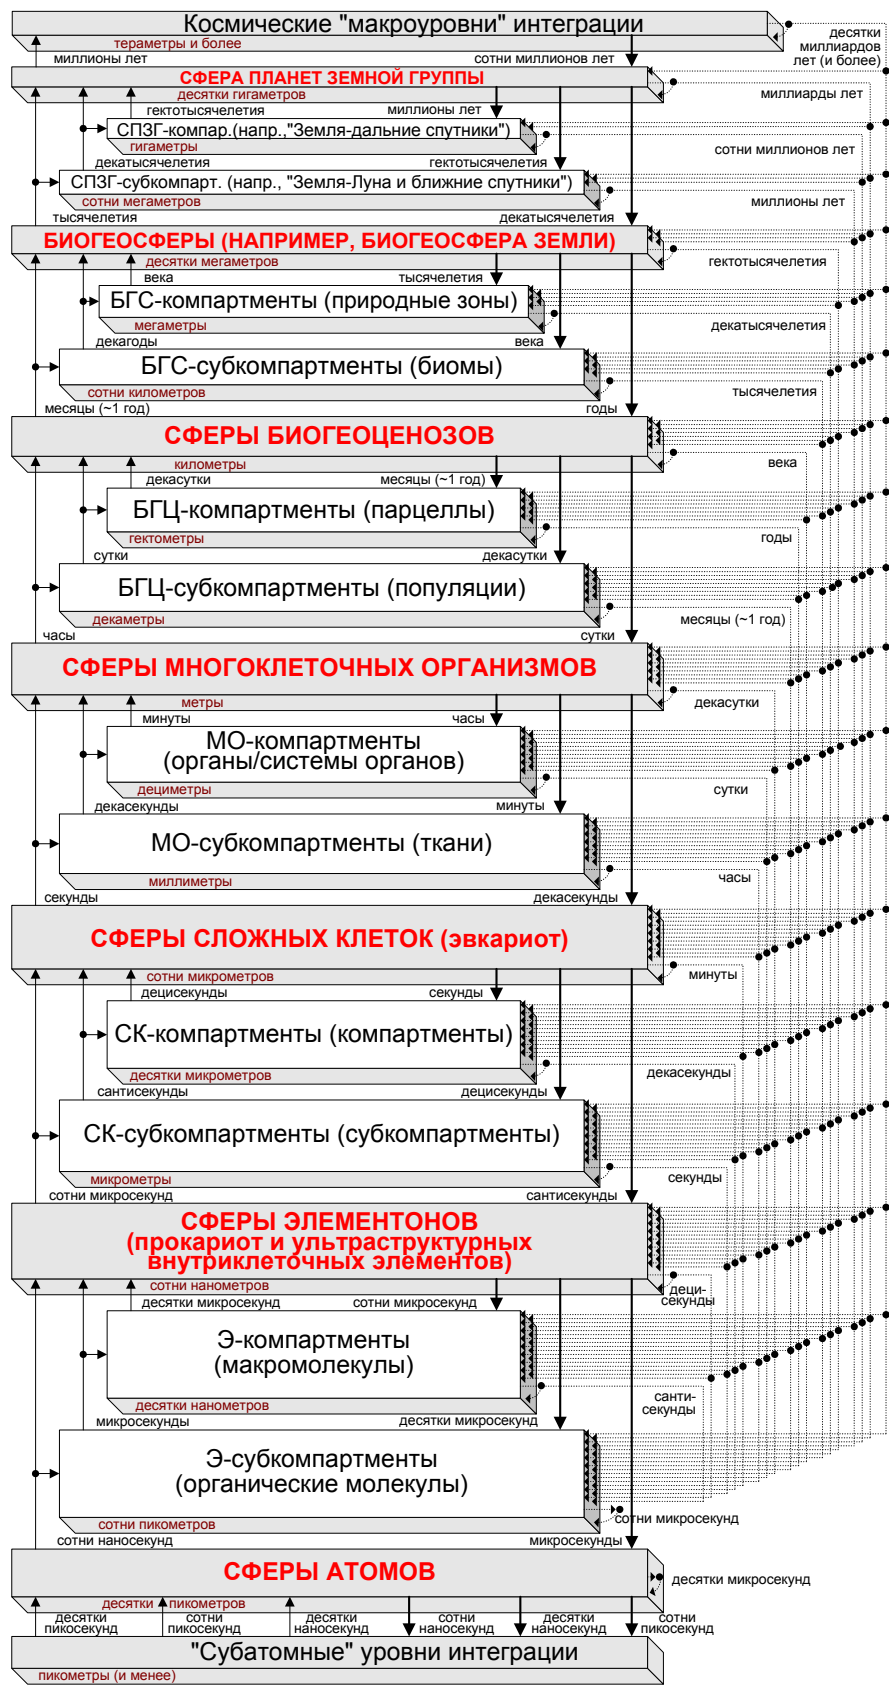 Космические "макроуровни" интеграции
тераметры и более
десятки
миллиардов
лет (и более)
миллионы лет
сотни миллионов лет
СФЕРА ПЛАНЕТ ЗЕМНОЙ ГРУППЫ
десятки гигаметров
миллиарды лет
гектотысячелетия
миллионы лет
СПЗГ-компар.(напр.,"Земля-дальние спутники")
гигаметры
сотни миллионов лет
декатысячелетия
гектотысячелетия
СПЗГ-субкомпарт. (напр., "Земля-Луна и ближние спутники")
сотни мегаметров
миллионы лет
тысячелетия
декатысячелетия
БИОГЕОСФЕРЫ (НАПРИМЕР, БИОГЕОСФЕРА ЗЕМЛИ)
десятки мегаметров
гектотысячелетия
века
тысячелетия
БГС-компартменты (природные зоны)
мегаметры
декатысячелетия
декагоды
века
БГС-субкомпартменты (биомы)
сотни километров
тысячелетия
месяцы (~1 год)
годы
СФЕРЫ БИОГЕОЦЕНОЗОВ
километры
века
декасутки
месяцы (~1 год)
БГЦ-компартменты (парцеллы)
гектометры
годы
сутки
декасутки
БГЦ-субкомпартменты (популяции)
декаметры
месяцы (~1 год)
часы
сутки
СФЕРЫ МНОГОКЛЕТОЧНЫХ ОРГАНИЗМОВ
метры
декасутки
минуты
часы
МО-компартменты
(органы/системы органов)
дециметры
сутки
декасекунды
минуты
МО-субкомпартменты (ткани)
миллиметры
часы
секунды
декасекунды
СФЕРЫ СЛОЖНЫХ КЛЕТОК (эвкариот)
сотни микрометров
минуты
децисекунды
секунды
СК-компартменты (компартменты)
десятки микрометров
декасекунды
сантисекунды
децисекунды
СК-субкомпартменты (субкомпартменты)
микрометры
секунды
сотни микросекунд
сантисекунды
СФЕРЫ ЭЛЕМЕНТОНОВ
(прокариот и ультраструктурных
внутриклеточных элементов)
сотни нанометров
деци-
секунды
десятки микросекунд
сотни микросекунд
Э-компартменты
(макромолекулы)
десятки нанометров
санти-
секунды
микросекунды
десятки микросекунд
Э-субкомпартменты
(органические молекулы)
сотни пикометров
сотни микросекунд
сотни наносекунд
микросекунды
СФЕРЫ АТОМОВ
десятки микросекунд
десятки пикометров
десятки
пикосекунд
сотни
пикосекунд
десятки
наносекунд
сотни
наносекунд
десятки
наносекунд
сотни
пикосекунд
"Субатомные" уровни интеграции
пикометры (и менее)